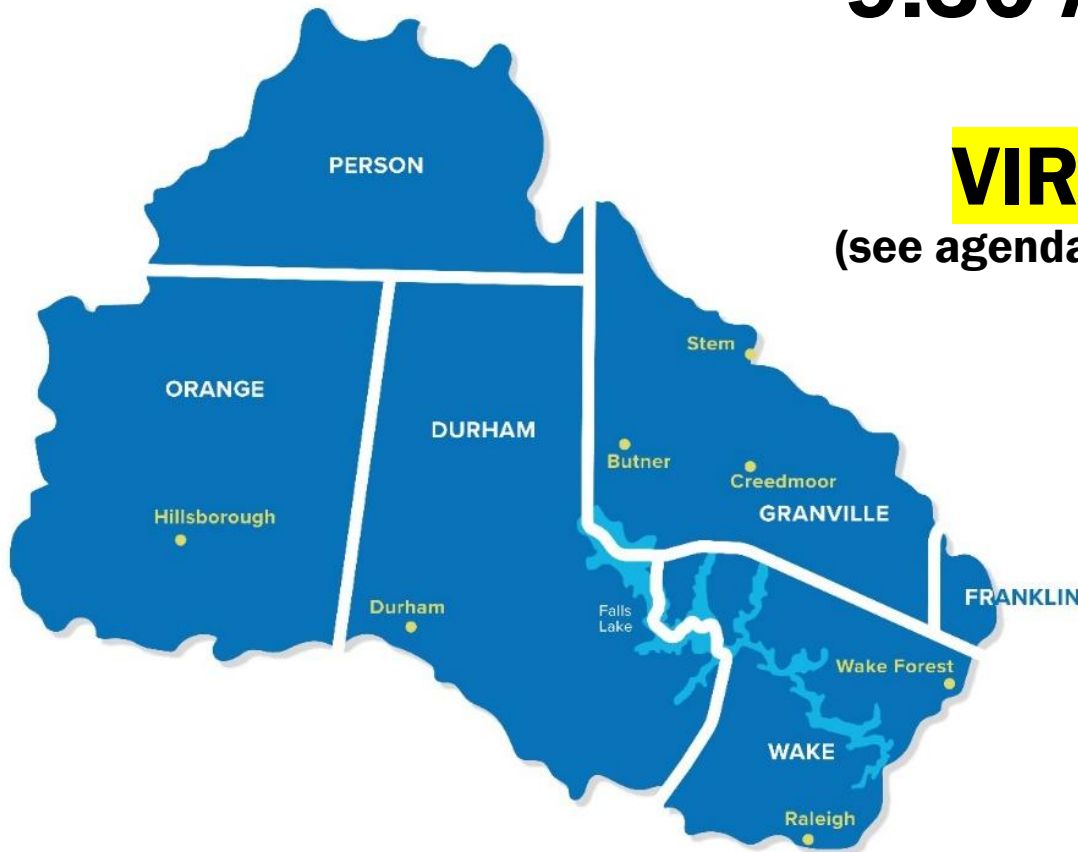 VIR
(see agenda
PERSON
Stem
ORANGE
DURHAM
Butner
Creedmoor
GRANVILLE
Hillsborough
FRANKLIN
Durham
Falls
Lake
Wake Forest
WAKE
Raleigh